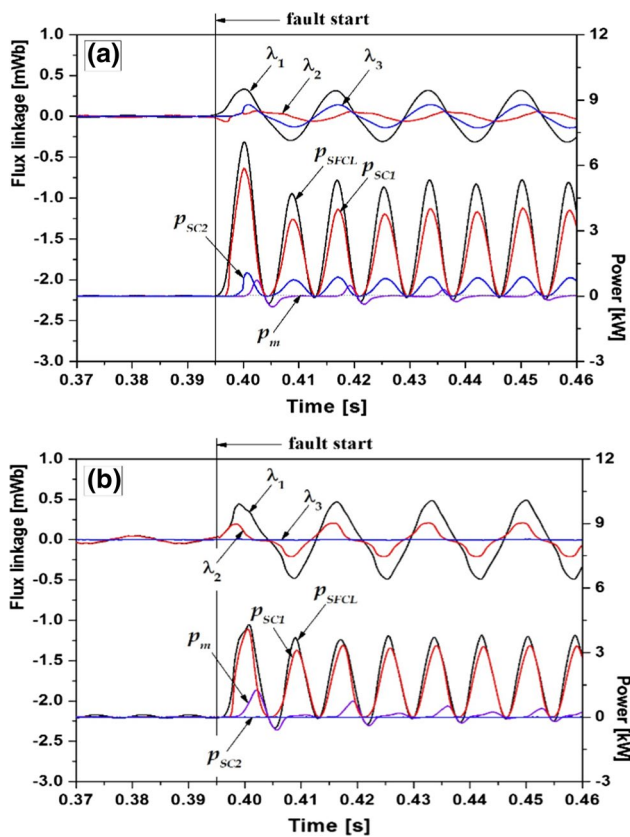 fault start
(a)
Flux linkage [mWb]
1.0
0.5
0.0
-0.5
-1.0
-1.5
-2.0
-2.5
-3.0
12
9
6
3
0
-3
Power [kW]
λ1
λ2
λ3
pSFCL
pSC1
pSC2
pm
0.37 0.38 0.39 0.40 0.41 0.42 0.43 0.44 0.45 0.46
Time [s]
fault start
(b)
Flux linkage [mWb]
1.0
0.5
0.0
-0.5
-1.0
-1.5
-2.0
-2.5
-3.0
12
9
6
3
0
-3
Power [kW]
λ1
λ3
λ2
pSFCL
pSC1
pm
pSC2
0.37 0.38 0.39 0.40 0.41 0.42 0.43 0.44 0.45 0.46
Time [s]